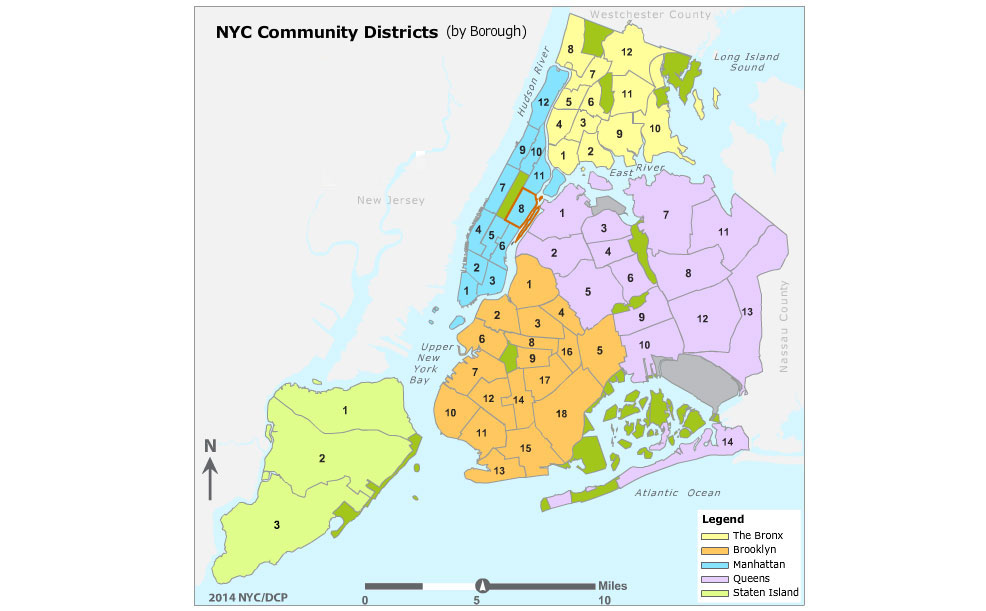 Westchester County
NYC Community Districts (by Borough)
Hudson River
Long Island
Sound
8
12
7
11
12
5
6
4
3
9
10
1
2
9
10
11
7
8
East River
New Jersey
4
5
6
2
3
1
1
3
7
11
2
4
6
8
5
9
12
13
10
14
Nassau County
1
2
3
4
6
8
9
16
5
7
17
12
14
10
18
11
15
13
Upper
New
York
Bay
1
2
3
N
Atlantic Ocean
Legend
The Bronx
Brooklyn
Manhattan
Queens
Staten Island
Miles
0
5
10
2014 NYC/DCP